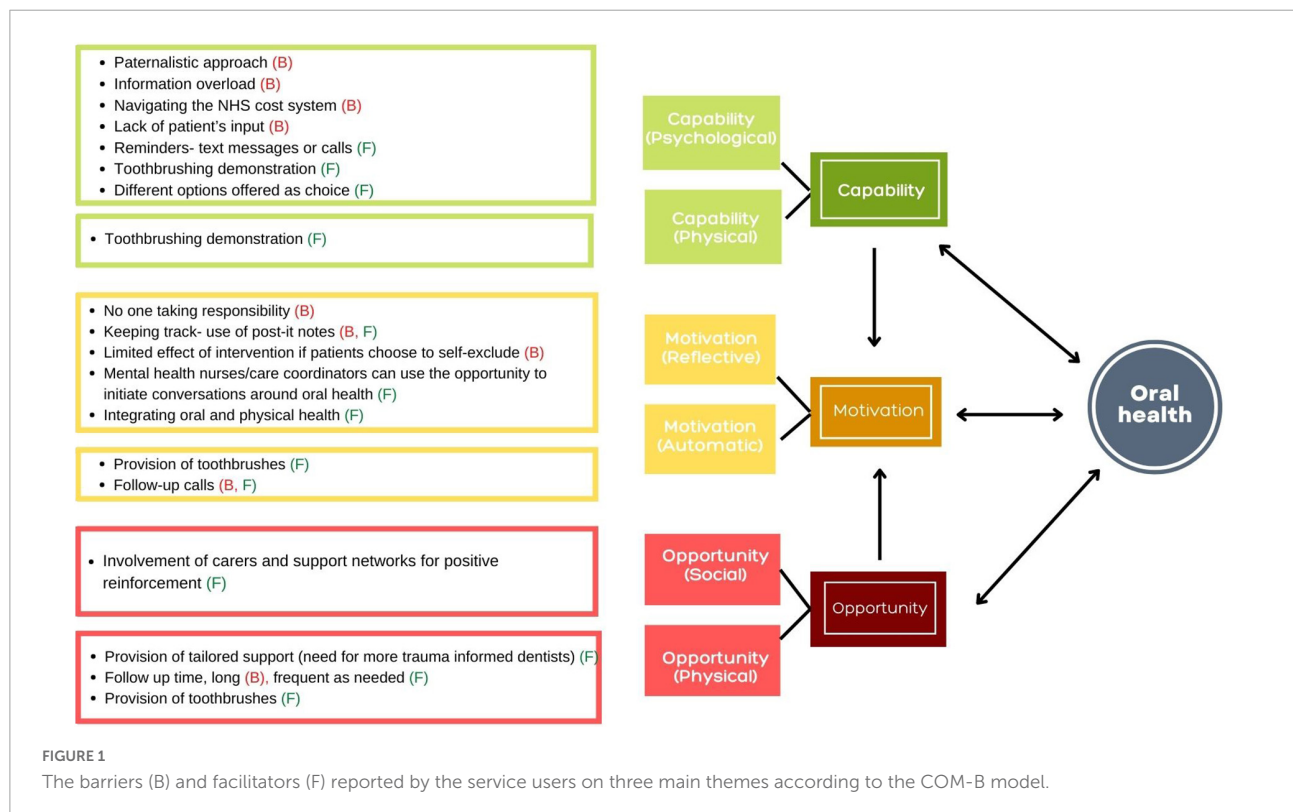 • Paternalistic approach (B)
• Information overload (B)
• Navigating the NHS cost system (B)
• Lack of patient's input (B)
• Reminders- text messages or calls (F)
• Toothbrushing demonstration (F)
• Different options offered as choice (F)
• Toothbrushing demonstration (F)
• No one taking responsibility (B)
• Keeping track- use of post-it notes (B, F)
• Limited effect of intervention if patients choose to self-exclude (B)
• Mental health nurses/care coordinators can use the opportunity to
initiate conversations around oral health (F)
• Integrating oral and physical health (F)
• Provision of toothbrushes (F)
• Follow-up calls (B, F)
• Involvement of carers and support networks for positive
reinforcement (F)
• Provision of tailored support (need for more trauma informed dentists) (F)
• Follow up time, long (B), frequent as needed (F)
• Provision of toothbrushes (F)
Capability
(Psychological)
Capability
(Physical)
Motivation
(Reflective)
Motivation
(Automatic)
Opportunity
(Social)
Opportunity
(Physical)
Capability
Motivation
Opportunity
Oral
health
FIGURE 1
The barriers (B) and facilitators (F) reported by the service users on three main themes according to the COM-B model.